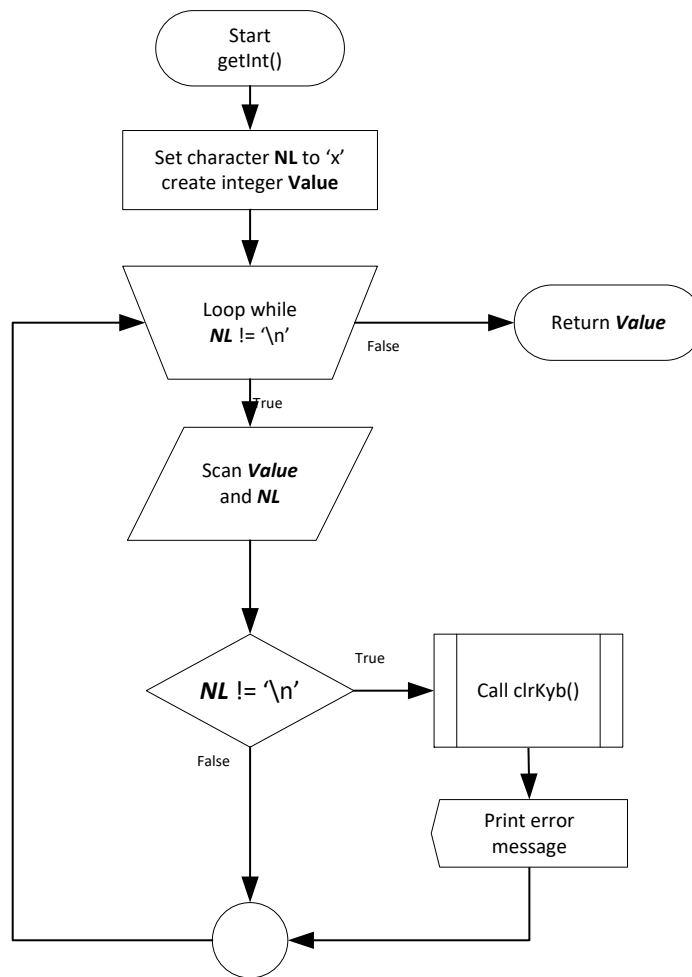 Start
getInt()
Set character NL to ‘x’
create integer Value
Loop while
NL != ‘\n’
False
Return Value
True
Scan Value
and NL
NL != ‘\n’
True
Call clrKyb()
False
Print error
message